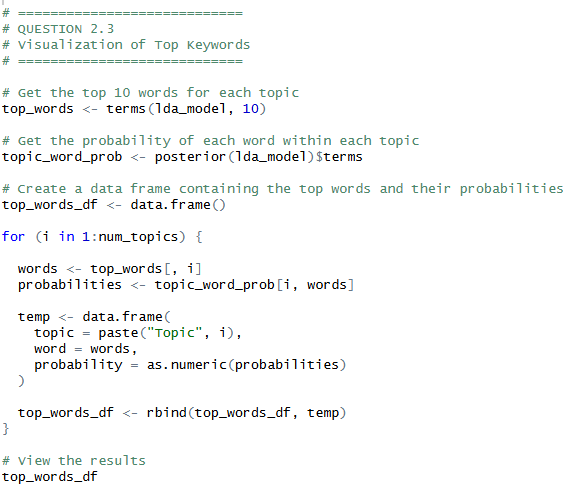 # ============================
# QUESTION 2.3
# Visualization of Top Keywords
# ============================
# Get the top 10 words for each topic
top_words <- terms(lda_model, 10)
# Get the probability of each word within each topic
topic_word_prob <- posterior(lda_model)$terms
# Create a data frame containing the top words and their probabilities
top_words_df <- data.frame()
for (i in 1:num_topics) {
  words <- top_words[, i]
  probabilities <- topic_word_prob[i, words]
  temp <- data.frame(
    topic = paste("Topic", i),
    word = words,
    probability = as.numeric(probabilities)
  )
  top_words_df <- rbind(top_words_df, temp)
}
# View the results
top_words_df